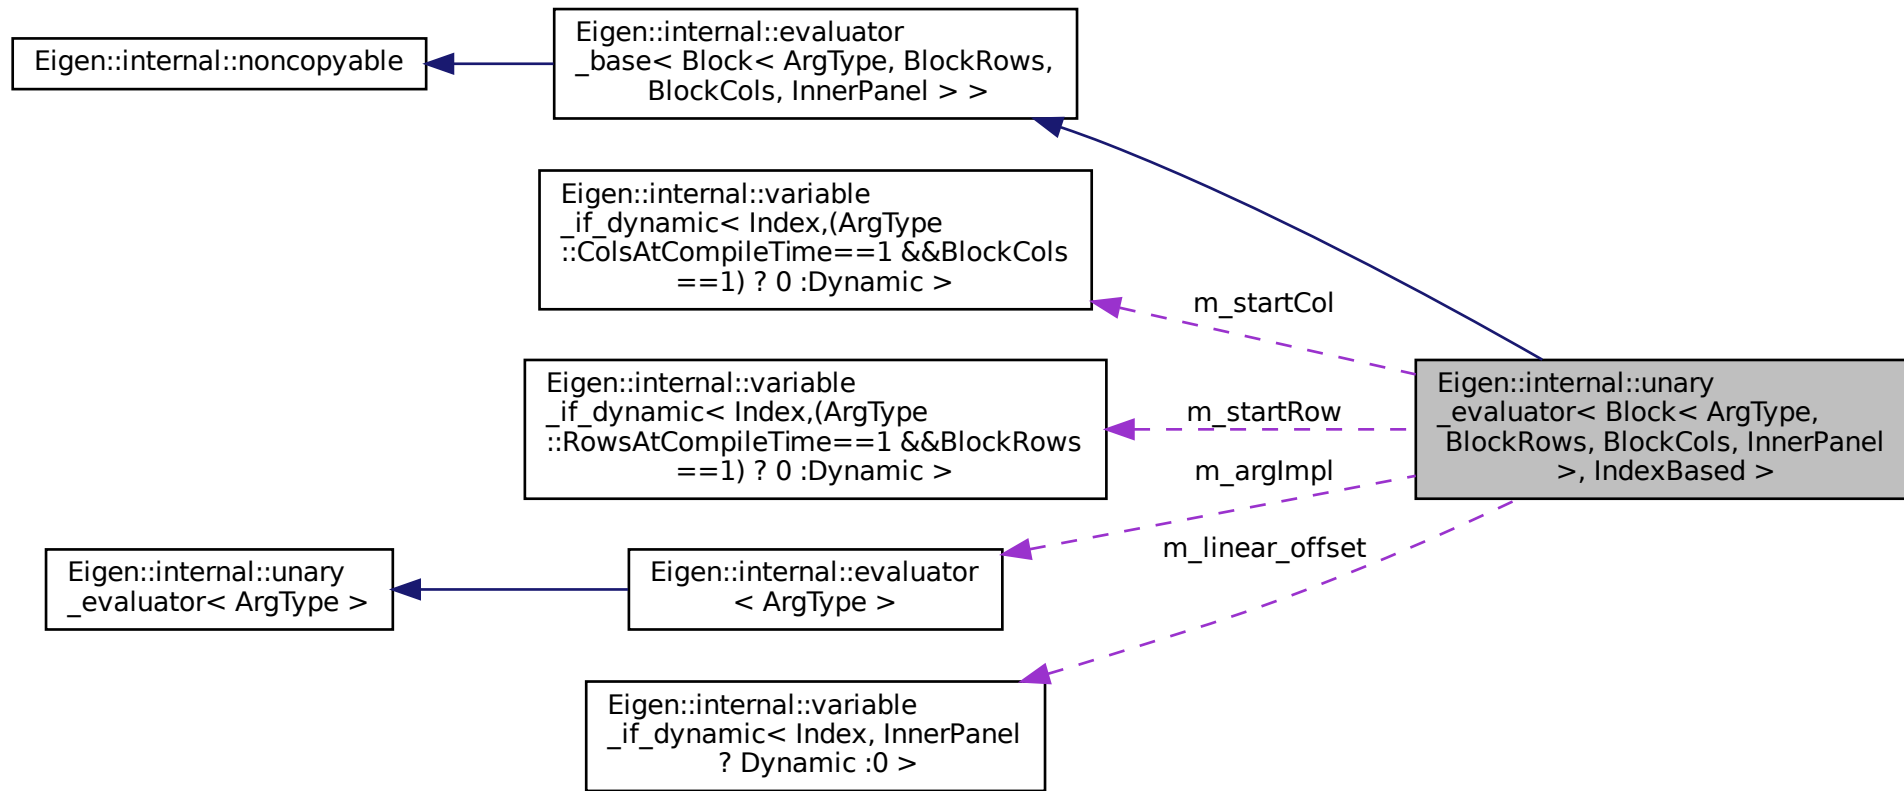 Eigen::internal::noncopyable
Eigen::internal::evaluator
_base< Block< ArgType, BlockRows,
BlockCols, InnerPanel > >
Eigen::internal::variable
_if_dynamic< Index,(ArgType
::ColsAtCompileTime==1 &&BlockCols
==1) ? 0 :Dynamic >
m_startCol
Eigen::internal::variable
_if_dynamic< Index,(ArgType
::RowsAtCompileTime==1 &&BlockRows
==1) ? 0 :Dynamic >
m_startRow
Eigen::internal::unary
_evaluator< Block< ArgType,
BlockRows, BlockCols, InnerPanel
>, IndexBased >
m_argImpl
Eigen::internal::unary
_evaluator< ArgType >
Eigen::internal::evaluator
< ArgType >
m_linear_offset
Eigen::internal::variable
_if_dynamic< Index, InnerPanel
? Dynamic :0 >